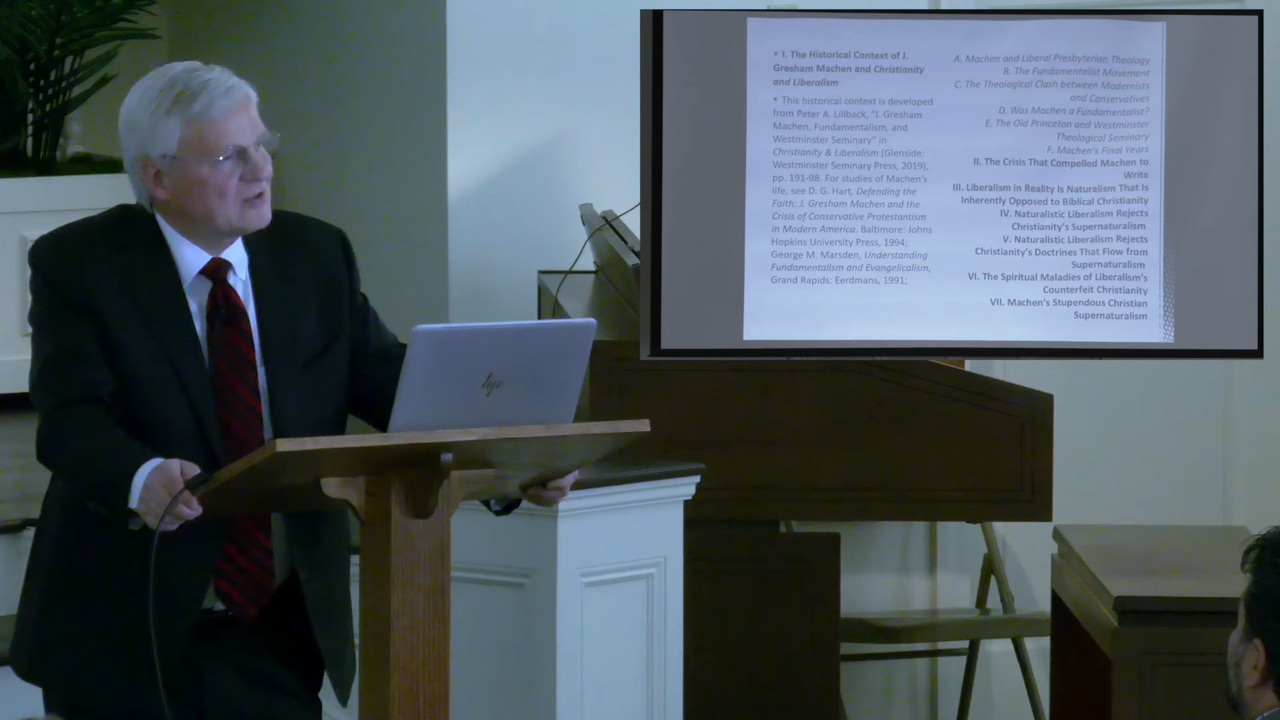 • I. The Historical Context of J.
Gresham Machen and Christianity
and Liberalism
• This historical context is developed
from Peter A. Lillback, "J. Gresham
Machen, Fundamentalism, and
Westminster Seminary" in
Christianity & Liberalism (Glenside:
Westminster Seminary Press, 2019),
pp. 191-98. For studies of Machen's
life, see D. G. Hart, Defending the
Faith: J. Gresham Machen and the
Crisis of Conservative Protestantism
in Modern America. Baltimore: Johns
Hopkins University Press, 1994;
George M. Marsden, Understanding
Fundamentalism and Evangelicalism,
Grand Rapids: Eerdmans, 1991;
A. Machen and Liberal Presbyterian Theology
B. The Fundamentalist Movement
C. The Theological Clash between Modernists
and Conservatives
D. Was Machen a Fundamentalist?
E. The Old Princeton and Westminster
Theological Seminary
F. Machen's Final Years
II. The Crisis That Compelled Machen to
Write
III. Liberalism in Reality Is Naturalism That Is
Inherently Opposed to Biblical Christianity
IV. Naturalistic Liberalism Rejects
Christianity's Supernaturalism
V. Naturalistic Liberalism Rejects
Christianity's Doctrines That Flow from
Supernaturalism
VI. The Spiritual Maladies of Liberalism's
Counterfeit Christianity
VII. Machen's Stupendous Christian
Supernaturalism
hp